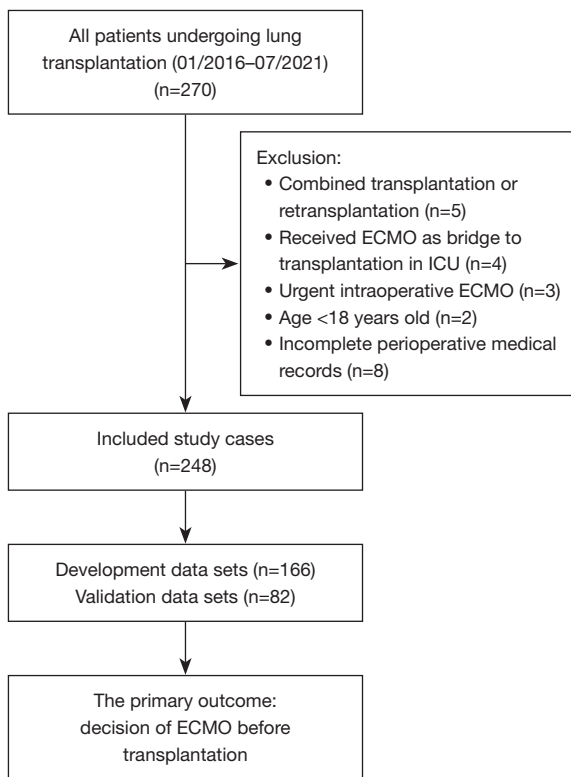 All patients undergoing lung
transplantation (01/2016–07/2021)
(n=270)
Exclusion:
• Combined transplantation or
retransplantation (n=5)
• Received ECMO as bridge to
transplantation in ICU (n=4)
• Urgent intraoperative ECMO (n=3)
• Age <18 years old (n=2)
• Incomplete perioperative medical
records (n=8)
Included study cases
(n=248)
Development data sets (n=166)
Validation data sets (n=82)
The primary outcome:
decision of ECMO before
transplantation